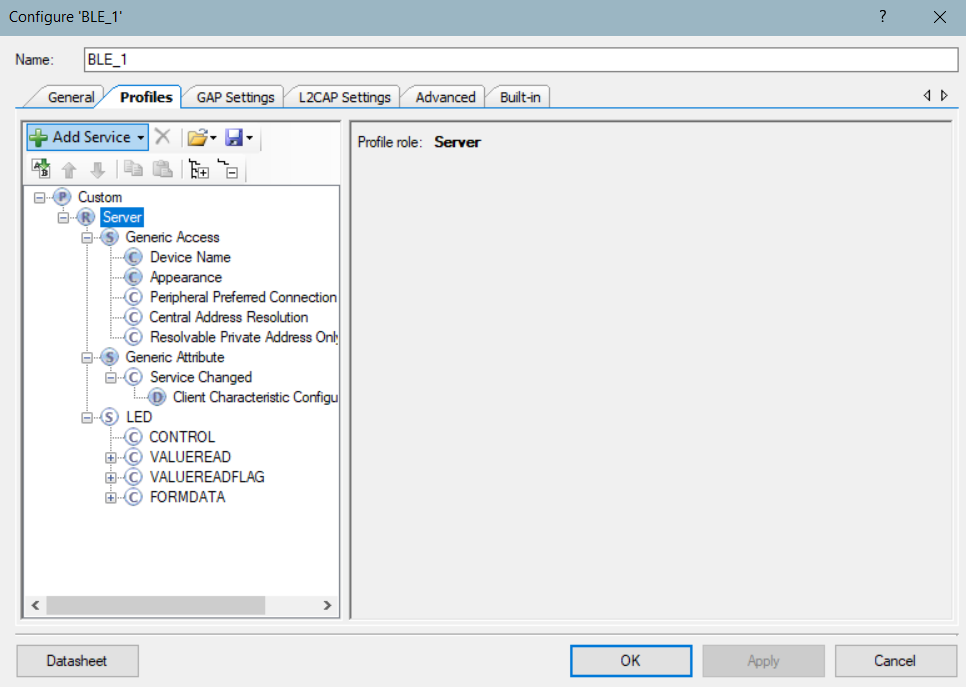 Configure 'BLE_1'
?
Name: BLE_1
General Profiles GAP Settings L2CAP Settings Advanced Built-in
Add Service
Profile role: Server
P Custom
R Server
S Generic Access
C Device Name
C Appearance
C Peripheral Preferred Connection
C Central Address Resolution
C Resolvable Private Address Onl
S Generic Attribute
C Service Changed
D Client Characteristic Configu
S LED
C CONTROL
C VALUEREAD
C VALUEREADFLAG
C FORMDATA
Datasheet OK Apply Cancel